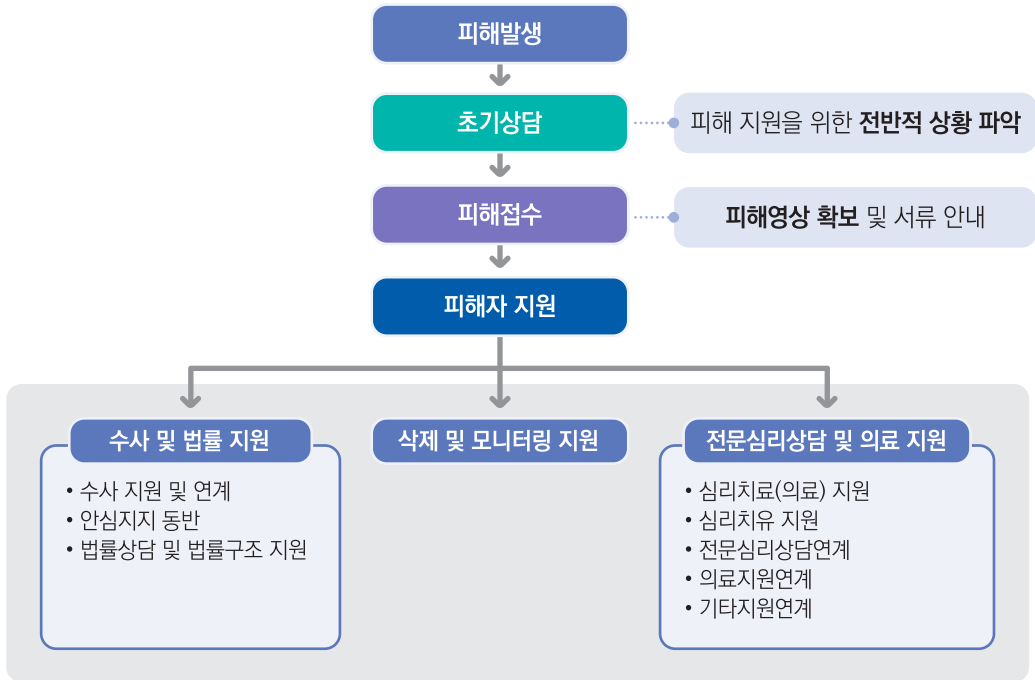 피해발생
초기상담
피해 지원을 위한 전반적 상황 파악
피해접수
피해영상 확보 및 서류 안내
피해자 지원
수사 및 법률 지원
• 수사 지원 및 연계
• 안심지지 동반
• 법률상담 및 법률구조 지원
삭제 및 모니터링 지원
전문심리상담 및 의료 지원
• 심리치료(의료) 지원
• 심리치유 지원
• 전문심리상담연계
• 의료지원연계
• 기타지원연계